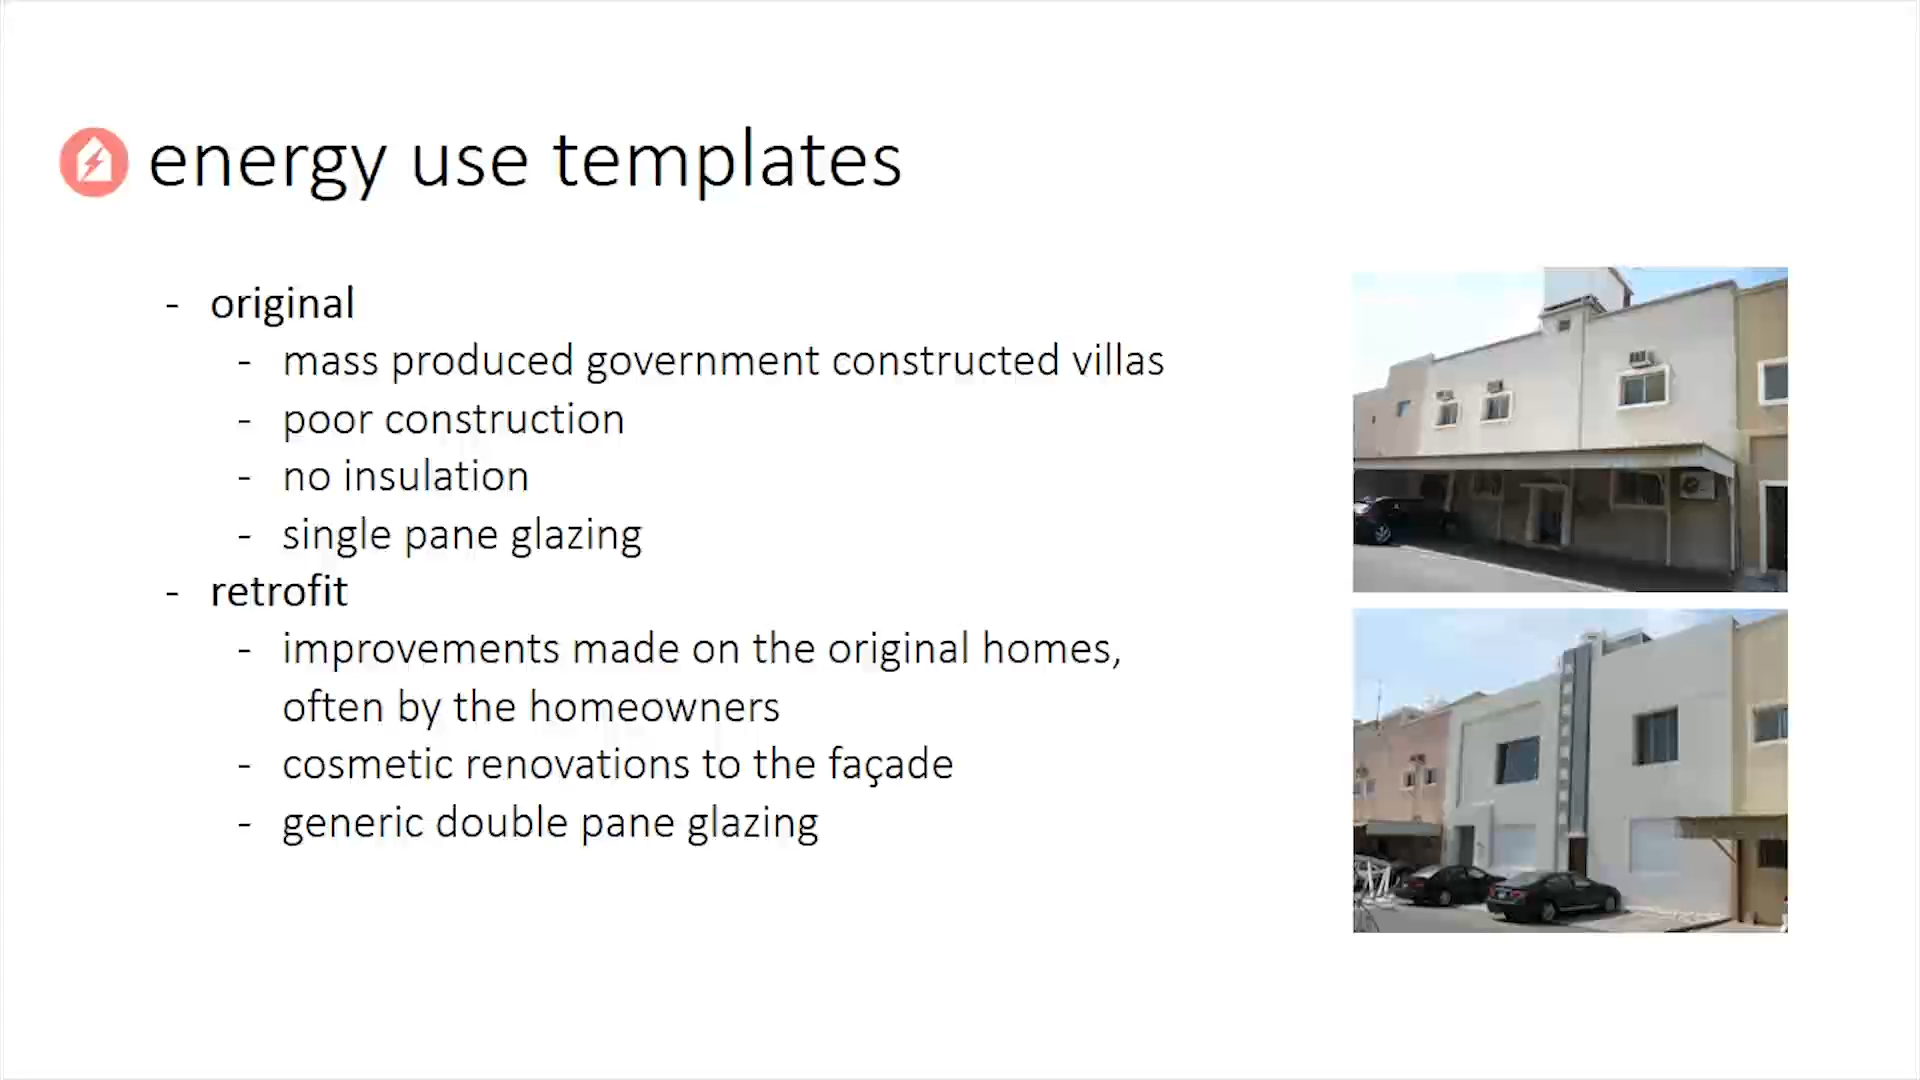 energy use templates
- original
- mass produced government constructed villas
- poor construction
- no insulation
- single pane glazing
- retrofit
- improvements made on the original homes,
often by the homeowners
- cosmetic renovations to the façade
- generic double pane glazing